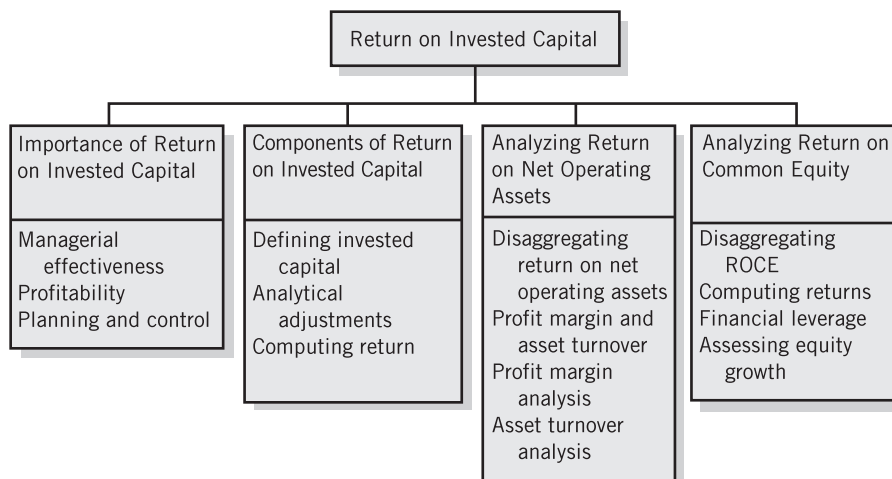 Return on Invested Capital
Importance of Return
on Invested Capital
Managerial
effectiveness
Profitability
Planning and control
Components of Return
on Invested Capital
Defining invested
capital
Analytical
adjustments
Computing return
Analyzing Return
on Net Operating
Assets
Disaggregating
return on net
operating assets
Profit margin and
asset turnover
Profit margin
analysis
Asset turnover
analysis
Analyzing Return on
Common Equity
Disaggregating
ROCE
Computing returns
Financial leverage
Assessing equity
growth